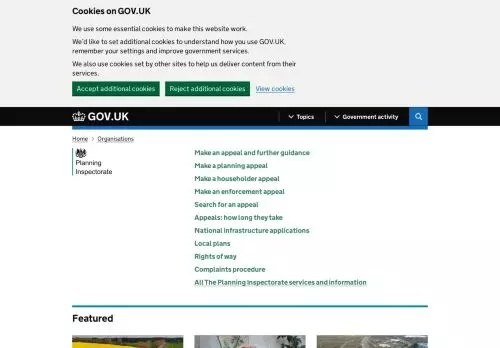 Cookies on GOV.UK
We use some essential cookies to make this website work.
We'd like to set additional cookies to understand how you use GOV.UK,
remember your settings and improve government services.
We also use cookies set by other sites to help us deliver content from their
services.
Accept additional cookies
Reject additional cookies
View cookies
GOV.UK
Topics
Government activity
Home
Organisations
Planning
Inspectorate
Make an appeal and further guidance
Make a planning appeal
Make a householder appeal
Make an enforcement appeal
Search for an appeal
Appeals: how long they take
National infrastructure applications
Local plans
Rights of way
Complaints procedure
All The Planning Inspectorate services and information
Featured